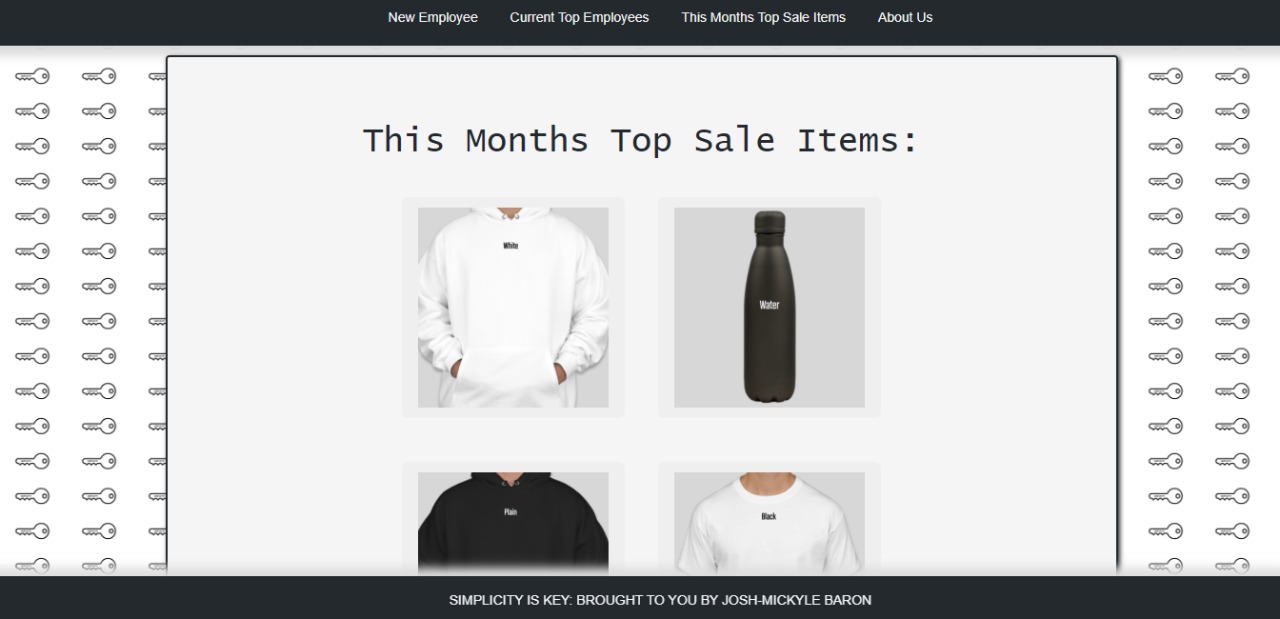 New Employee Current Top Employees This Months Top Sale Items About Us
This Months Top Sale Items:
White
Water
Plain
Black
SIMPLICITY IS KEY: BROUGHT TO YOU BY JOSH-MICKYLE BARON